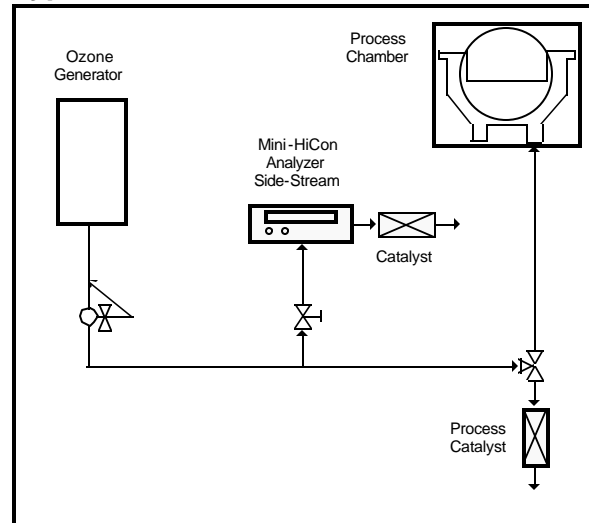 Ozone
Generator
Process
Chamber
Mini-HiCon
Analyzer
Side-Stream
Catalyst
Process
Catalyst